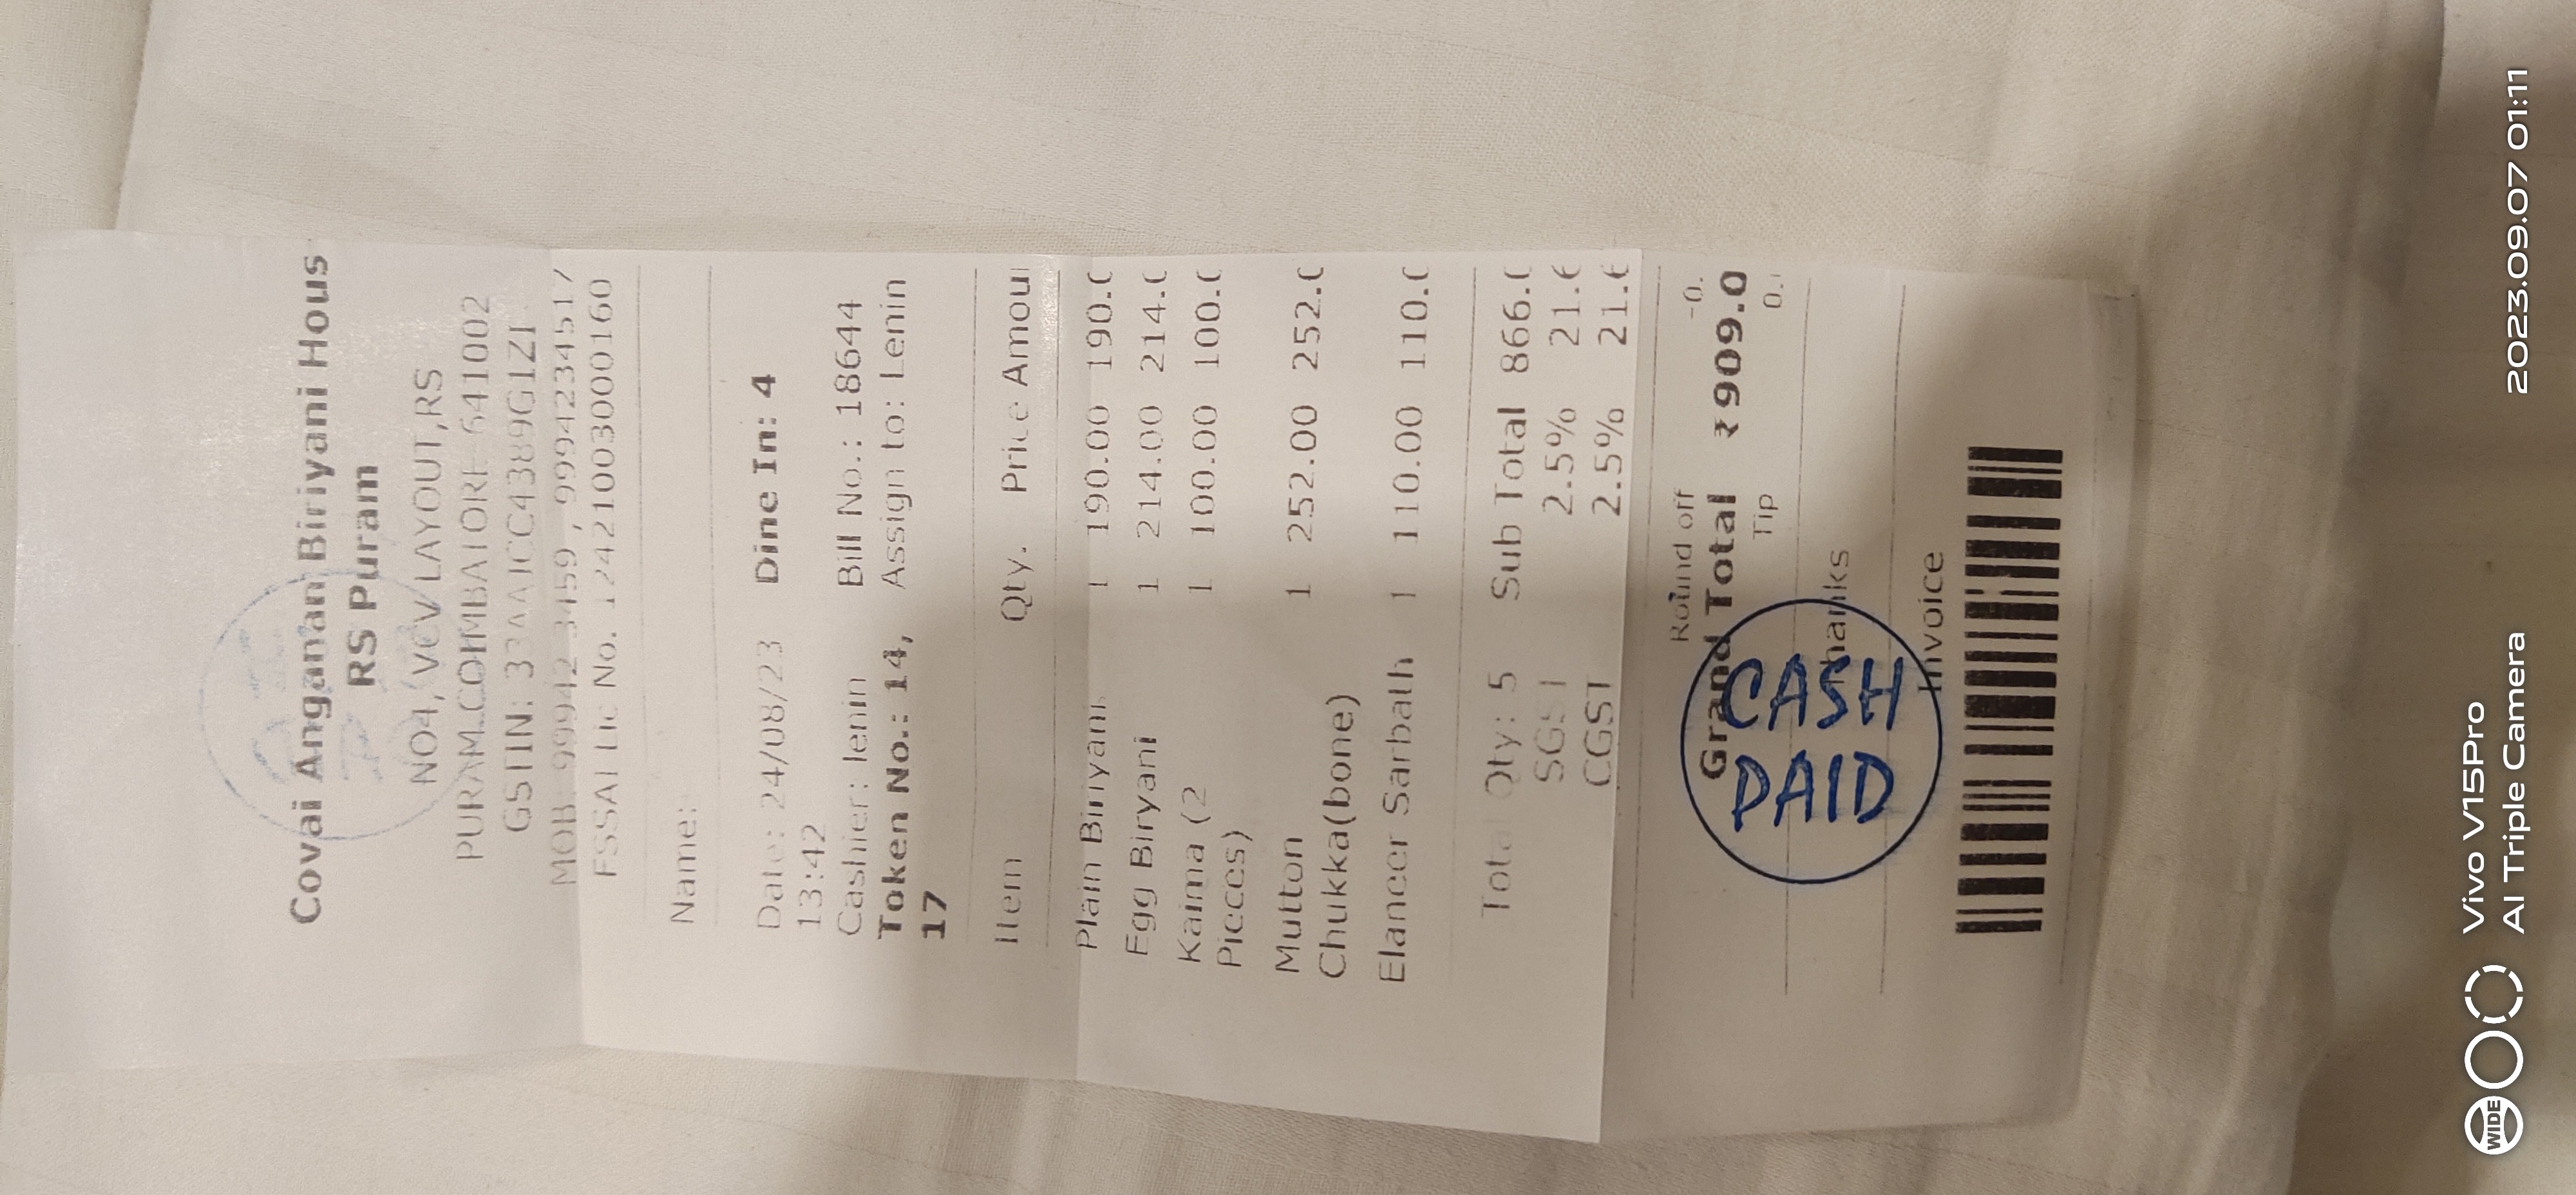 Covai Anganan Biriyani Hous
RS Puram
NO4, VCV LAYOUT,RS
PURAM,COIMBATORE 641002
GSTIN: 33AAJCC4389G1ZI
MOB: 99942 3459 , 9994234517
FSSAI Lic No. 12421003000160
Name:
Date: 24/08/23 Dine In: 4
13:42
Cashier: lenin Bill No.: 18644
Token No.: 14, Assign to: Lenin
17
Item Qty. Price Amou
Plain Biriyani 1 190.00 190.0
Egg Biryani 1 214.00 214.0
Kaima (2 1 100.00 100.0
Pieces)
Mutton 1 252.00 252.0
Chukka(bone)
Elaneer Sarbath 1 110.00 110.0
Total Qty: 5 Sub Total 866.0
SGST 2.5% 21.6
CGST 2.5% 21.6
Round off -0.
Grand Total ₹909.0
Tip 0.
CASH
PAID
Thanks
Invoice
WIDE
Vivo V15Pro
AI Triple Camera
2023.09.07 01:11